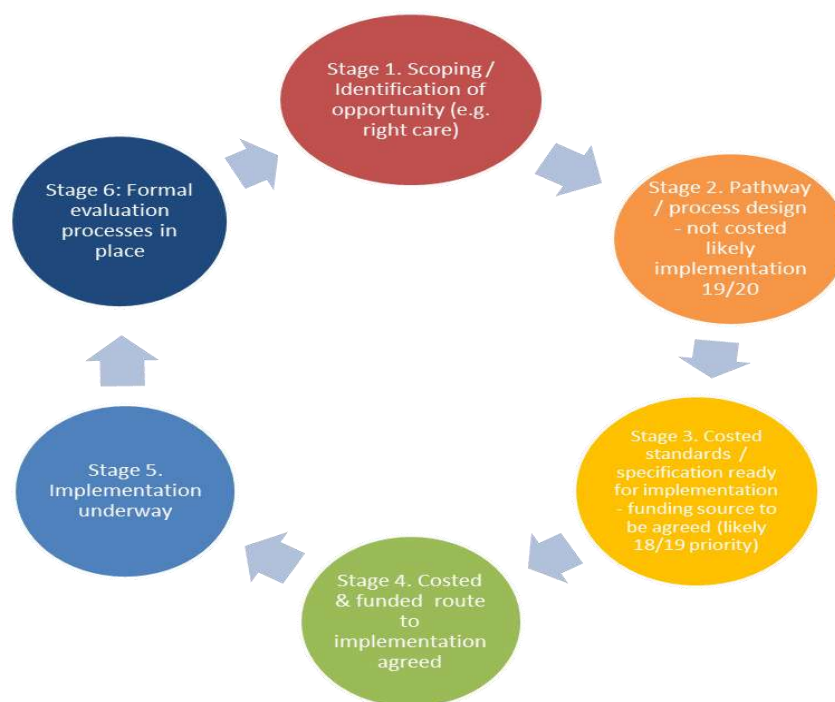 Stage 1. Scoping /
Identification of
opportunity (e.g.
right care)
Stage 2. Pathway
/ process design
- not costed
likely
implementation
19/20
Stage 3. Costed
standards /
specification ready
for implementation
- funding source to
be agreed (likely
18/19 priority)
Stage 4. Costed
& funded route
to
implementation
agreed
Stage 5.
Implementation
underway
Stage 6: Formal
evaluation
processes in
place